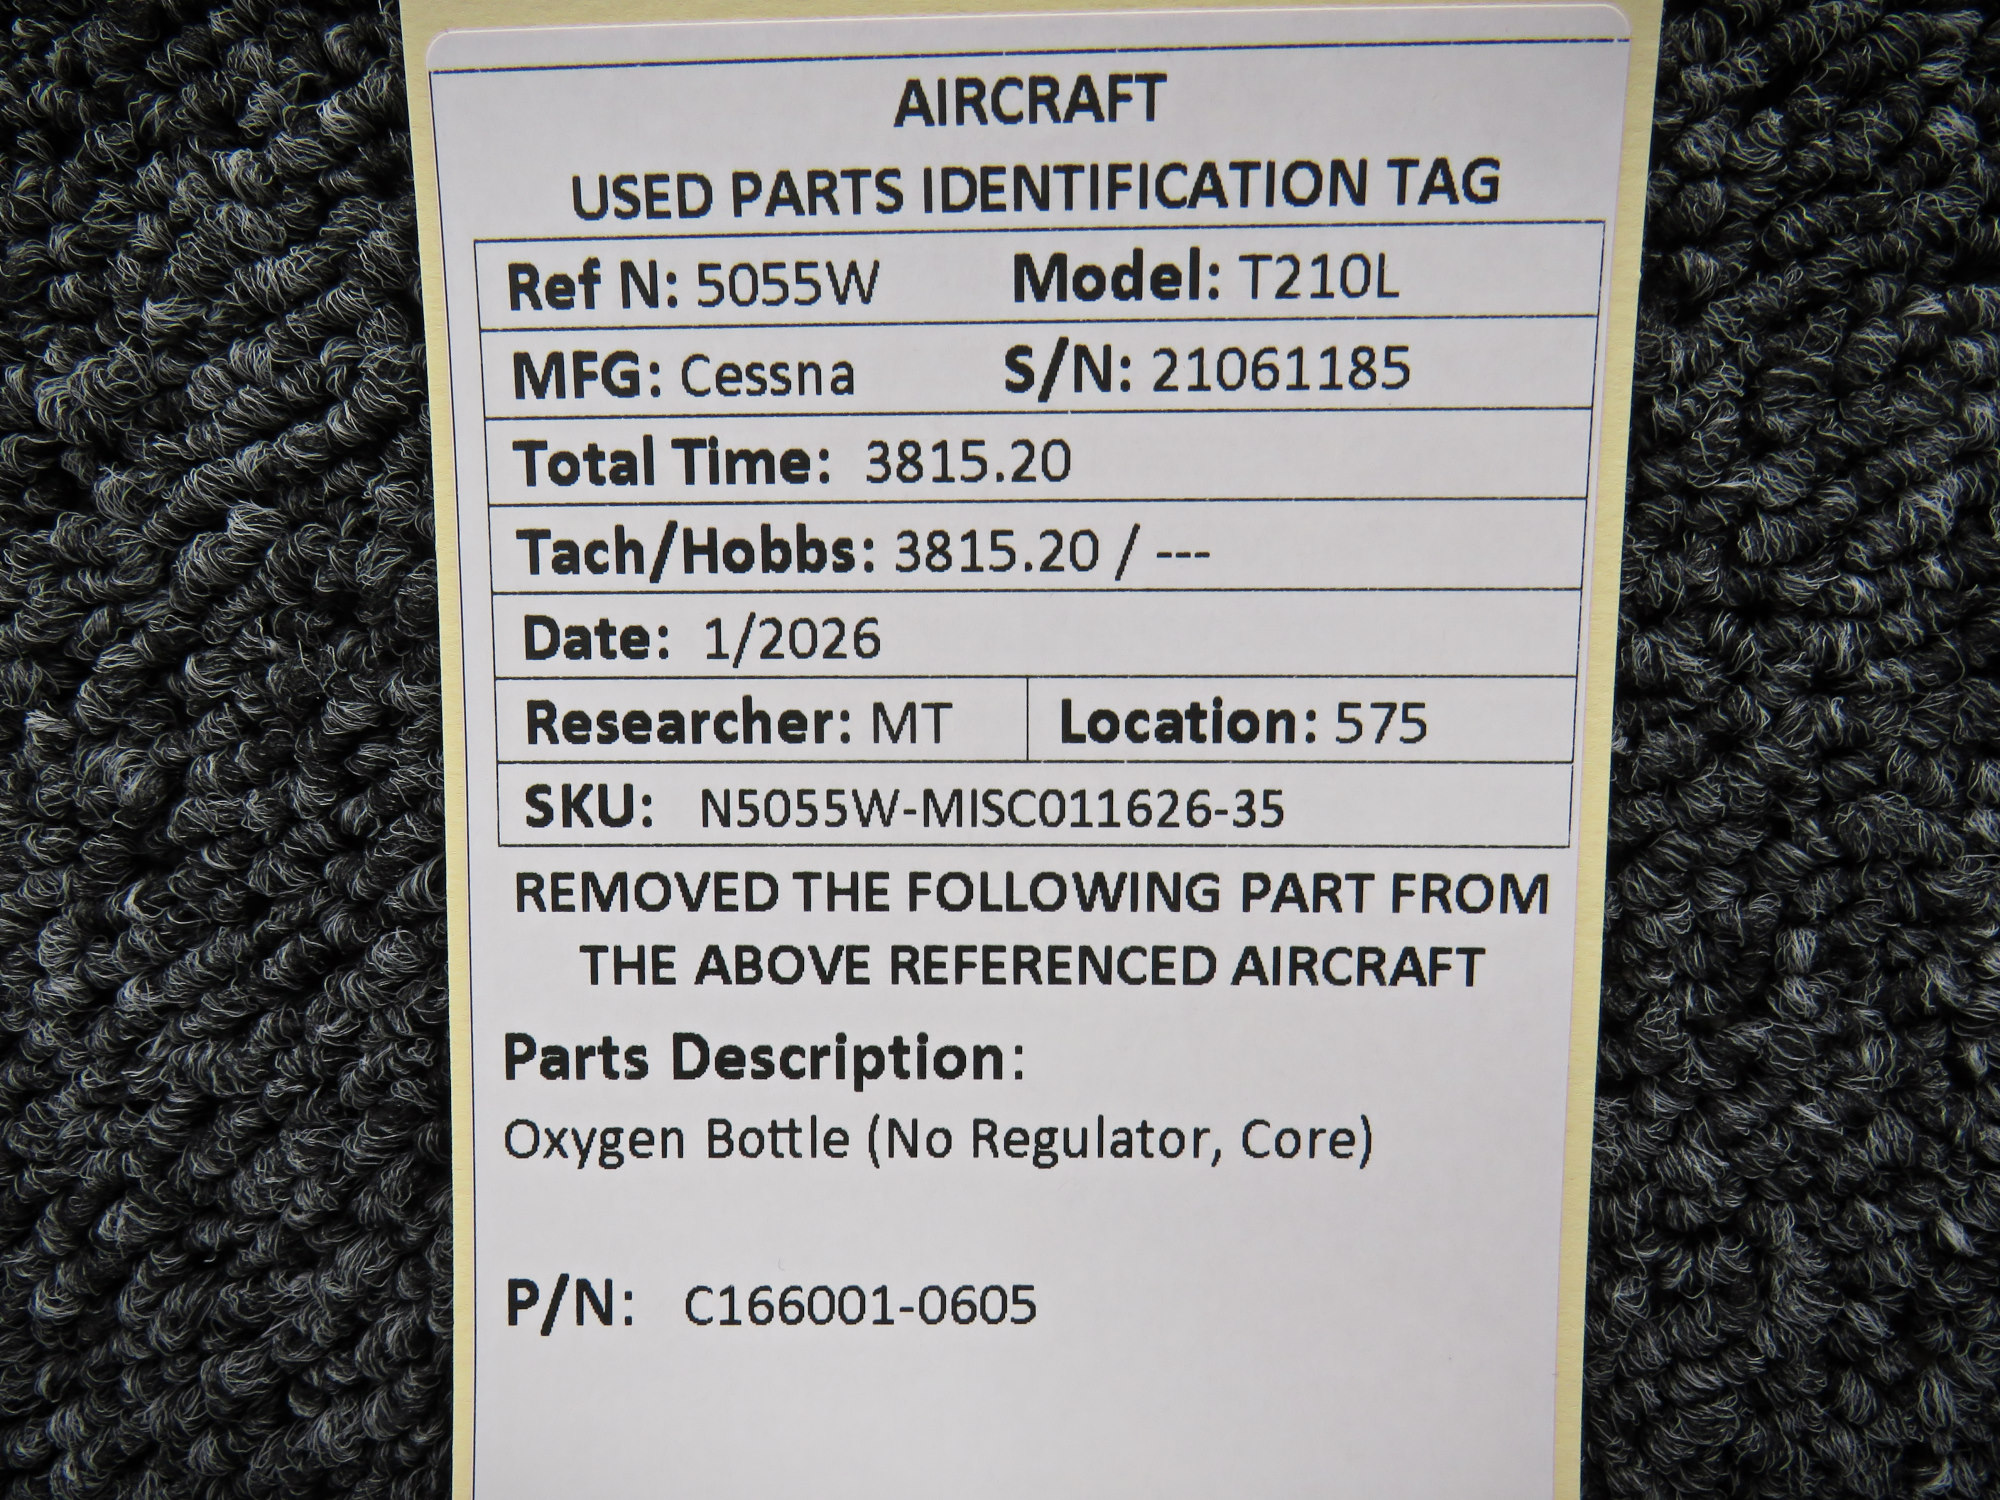 AIRCRAFT
USED PARTS IDENTIFICATION TAG
Ref N: 5055W Model: T210L
MFG: Cessna S/N: 21061185
Total Time: 3815.20
Tach/Hobbs: 3815.20 / ---
Date: 1/2026
Researcher: MT Location: 575
SKU: N5055W-MISC011626-35
REMOVED THE FOLLOWING PART FROM
THE ABOVE REFERENCED AIRCRAFT
Parts Description:
Oxygen Bottle (No Regulator, Core)
P/N: C166001-0605